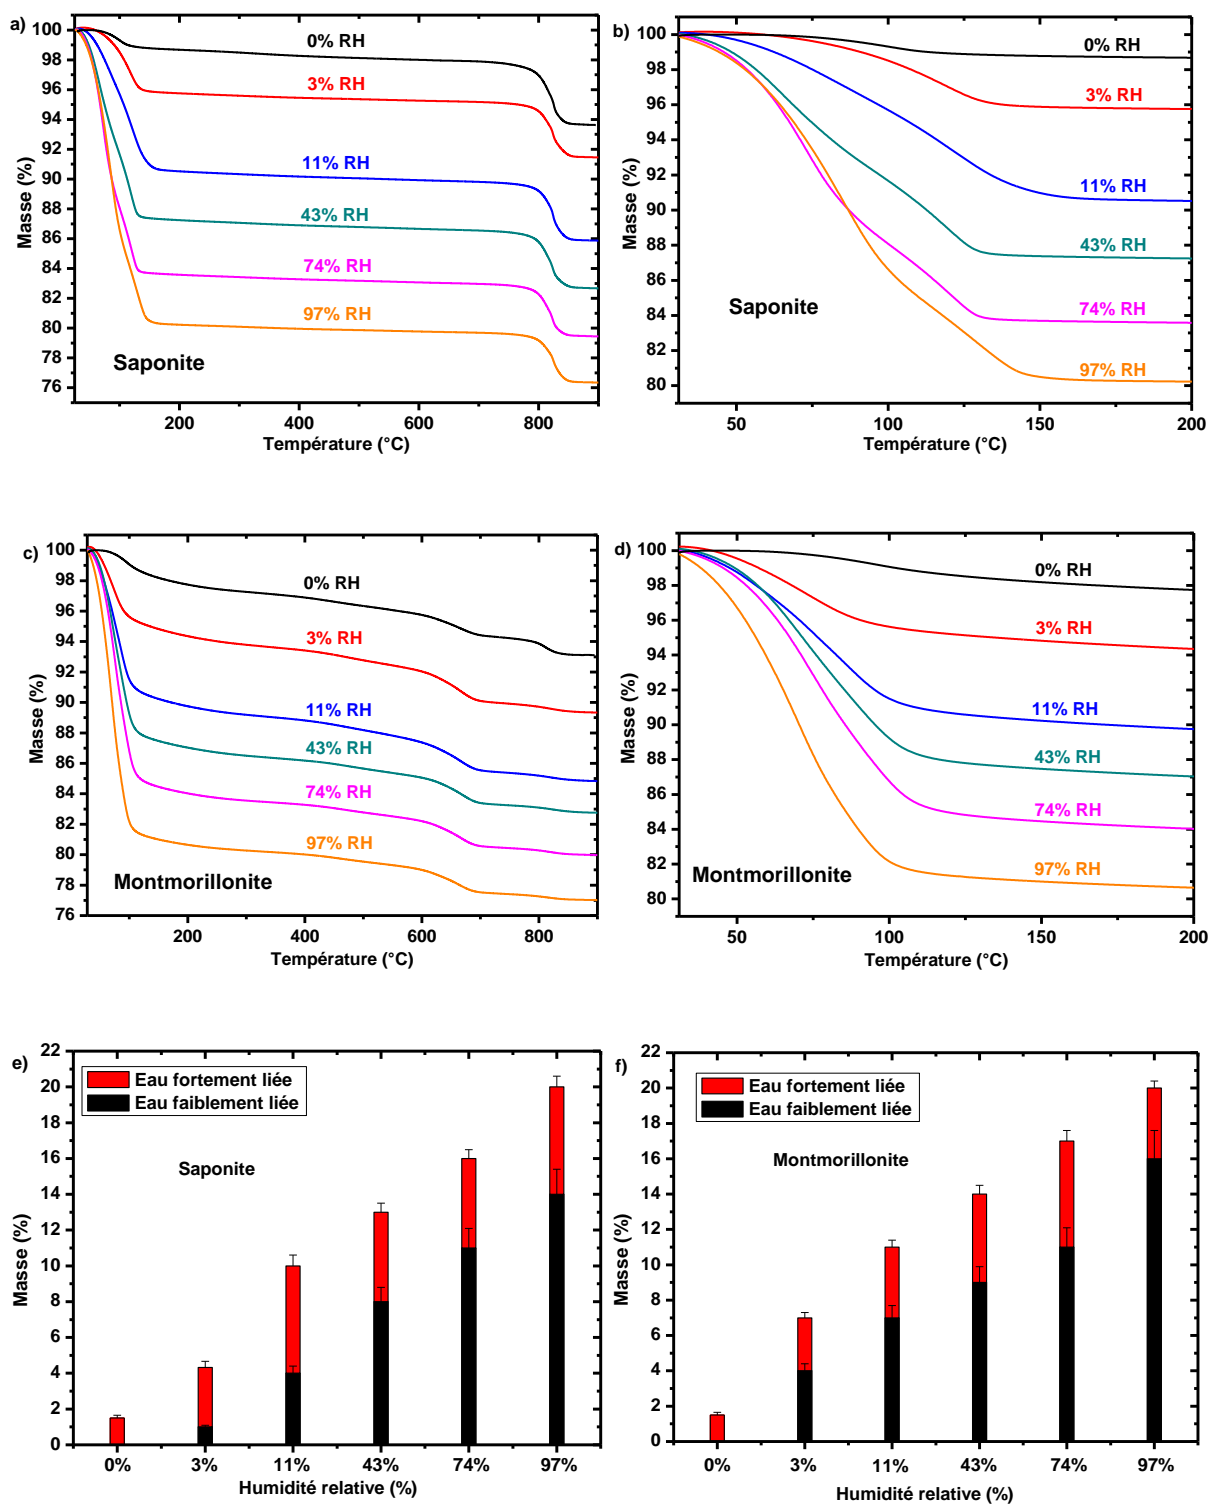 a)
100
98
96
94
92
90
88
86
84
82
80
78
76
Masse (%)
0% RH
3% RH
11% RH
43% RH
74% RH
97% RH
Saponite
200 400 600 800
Température (°C)
b)
100
98
96
94
92
90
88
86
84
82
80
Masse (%)
0% RH
3% RH
11% RH
43% RH
74% RH
97% RH
Saponite
50 100 150 200
Température (°C)
c)
100
98
96
94
92
90
88
86
84
82
80
78
76
Masse (%)
0% RH
3% RH
11% RH
43% RH
74% RH
97% RH
Montmorillonite
200 400 600 800
Température (°C)
d)
100
98
96
94
92
90
88
86
84
82
80
Masse (%)
0% RH
3% RH
11% RH
43% RH
74% RH
97% RH
Montmorillonite
50 100 150 200
Température (°C)
e)
22
20
18
16
14
12
10
8
6
4
2
0
Masse (%)
Eau fortement liée
Eau faiblement liée
Saponite
0% 3% 11% 43% 74% 97%
Humidité relative (%)
f)
22
20
18
16
14
12
10
8
6
4
2
0
Masse (%)
Eau fortement liée
Eau faiblement liée
Montmorillonite
0% 3% 11% 43% 74% 97%
Humidité relative (%)